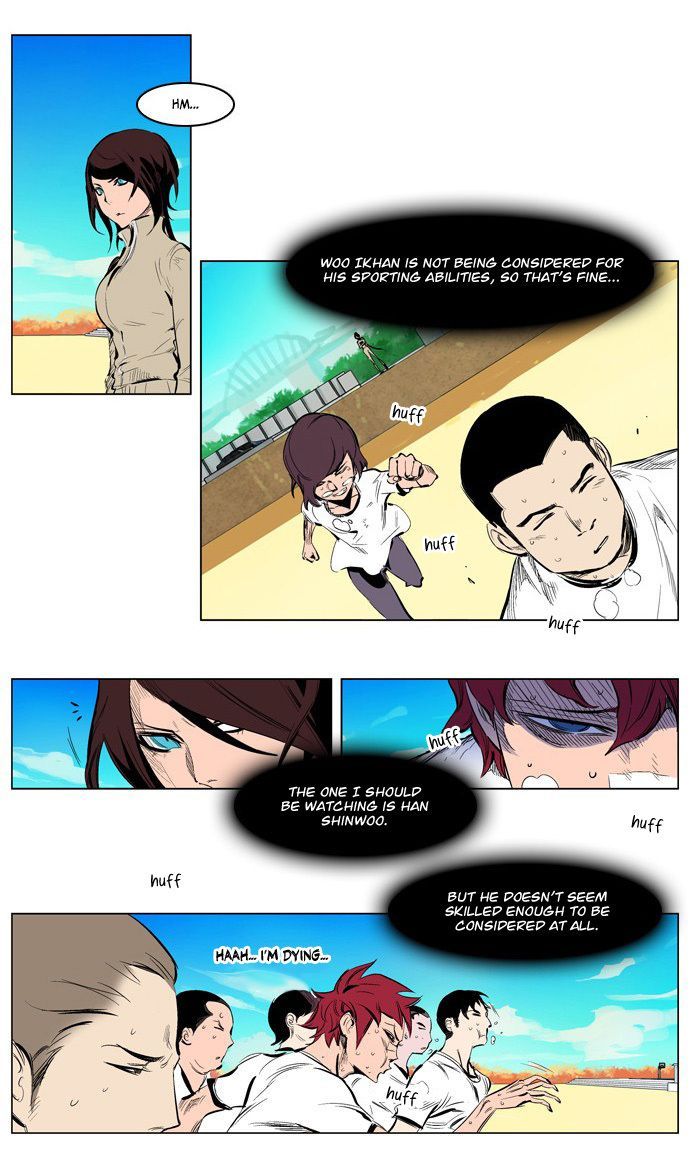 HM...
WOO IKHAN IS NOT BEING CONSIDERED FOR
HIS SPORTING ABILITIES, SO THAT'S FINE...
huff
huff
huff
huff
THE ONE I SHOULD
BE WATCHING IS HAN
SHINWOO.
huff
huff
BUT HE DOESN'T SEEM
SKILLED ENOUGH TO BE
CONSIDERED AT ALL.
HAAH... I'M DYING...
huff
huff